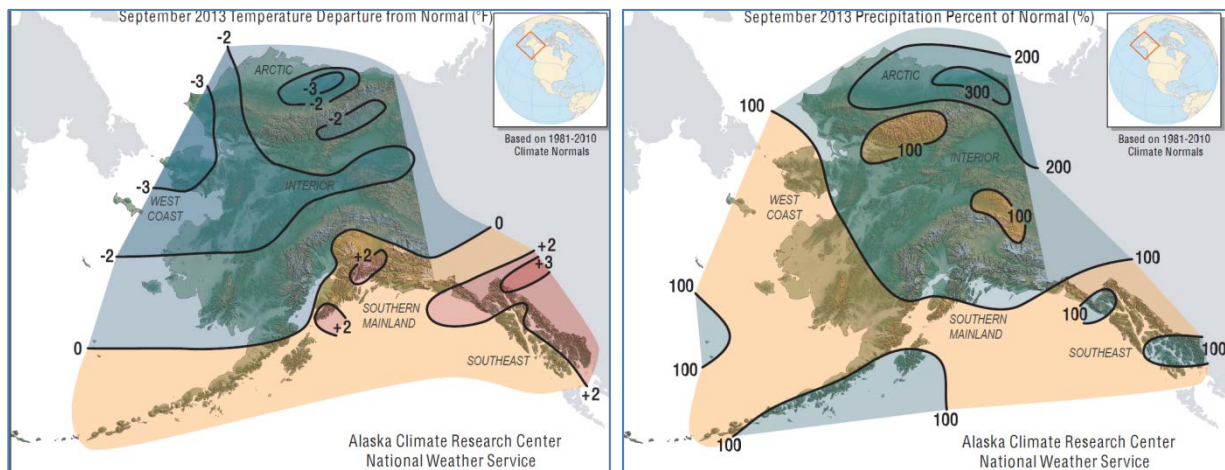 September 2013 Temperature Departure from Normal (°F)
-2
-2
ARCTIC
-3
-3
-2
-2
Based on 1981-2010
Climate Normals
INTERIOR
-3
WEST
COAST
0
-2
+2
+2
+3
SOUTHERN
MAINLAND
+2
0
SOUTHEAST
+2
Alaska Climate Research Center
National Weather Service
September 2013 Precipitation Percent of Normal (%)
200
ARCTIC
300
100
Based on 1981-2010
Climate Normals
100
INTERIOR
200
WEST
COAST
100
100
100
SOUTHERN
MAINLAND
100
SOUTHEAST
100
100
100
100
Alaska Climate Research Center
National Weather Service